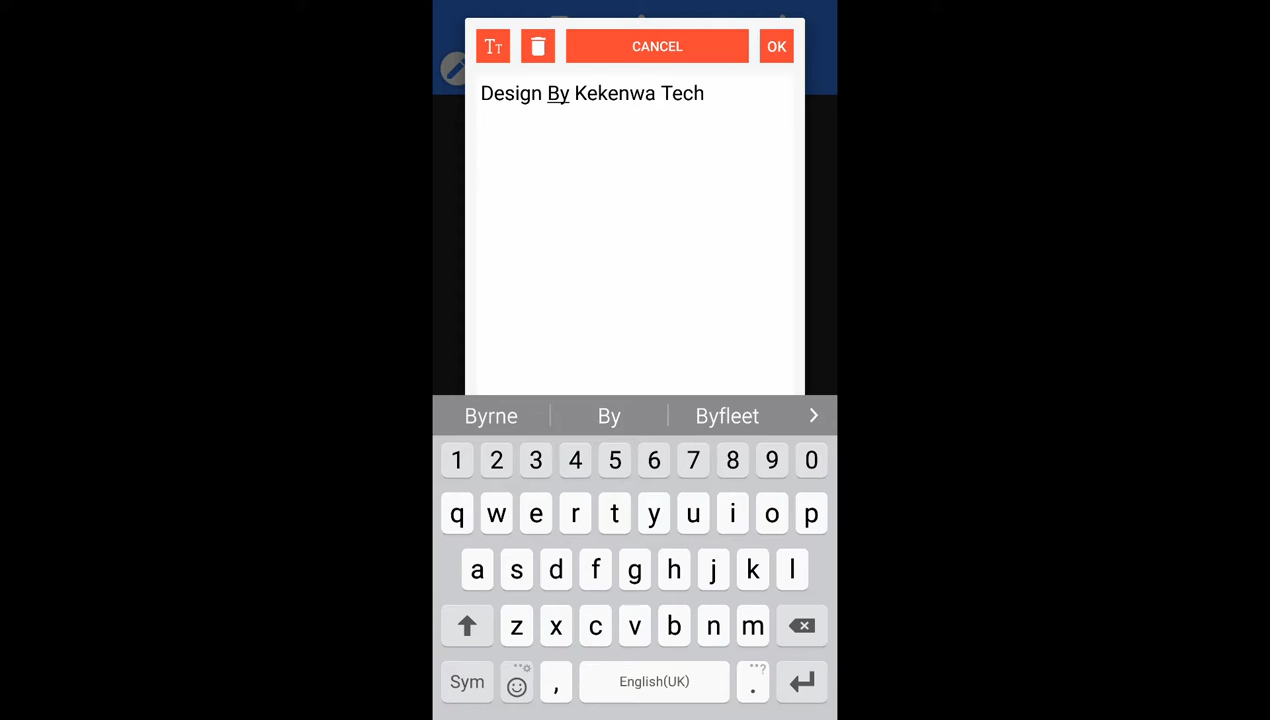 TT
CANCEL
OK
Design By Kekenwa Tech
Byrne By Byfleet >
1 2 3 4 5 6 7 8 9 0
q w e r t y u i o p
a s d f g h j k l
z x c v b n m
Sym , English(UK) .